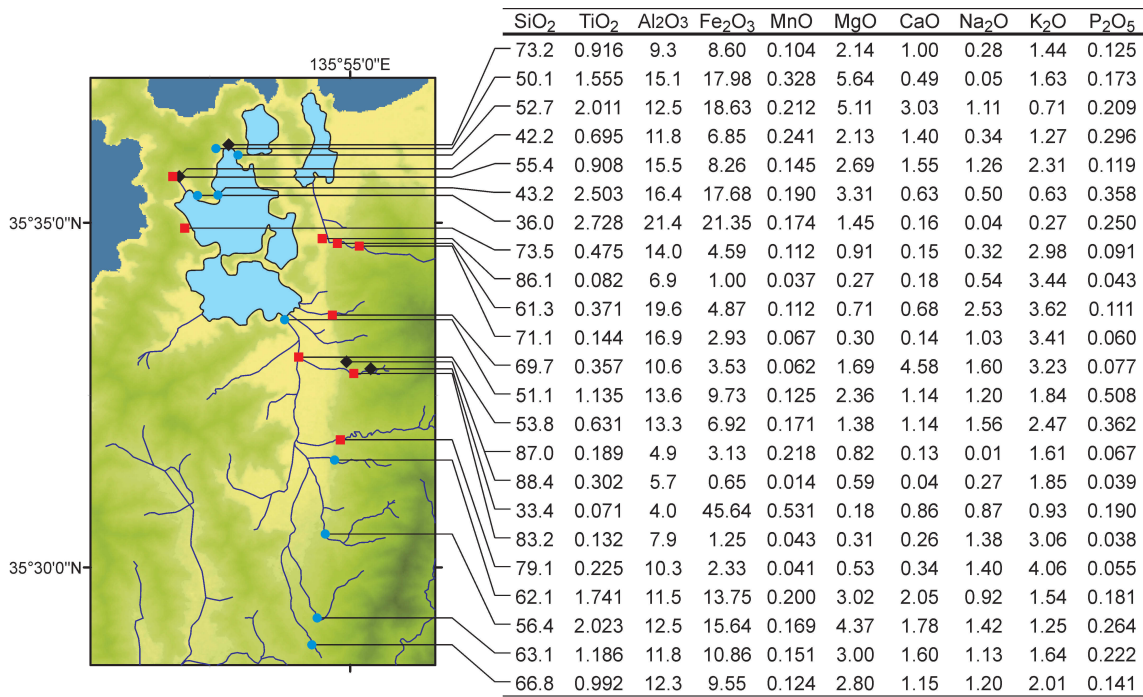 SiO₂ TiO₂ Al₂O₃ Fe₂O₃ MnO MgO CaO Na₂O K₂O P₂O₅
73.2 0.916 9.3 8.60 0.104 2.14 1.00 0.28 1.44 0.125
135°55'0"E
50.1 1.555 15.1 17.98 0.328 5.64 0.49 0.05 1.63 0.173
52.7 2.011 12.5 18.63 0.212 5.11 3.03 1.11 0.71 0.209
42.2 0.695 11.8 6.85 0.241 2.13 1.40 0.34 1.27 0.296
55.4 0.908 15.5 8.26 0.145 2.69 1.55 1.26 2.31 0.119
43.2 2.503 16.4 17.68 0.190 3.31 0.63 0.50 0.63 0.358
35°35'0"N
36.0 2.728 21.4 21.35 0.174 1.45 0.16 0.04 0.27 0.250
73.5 0.475 14.0 4.59 0.112 0.91 0.15 0.32 2.98 0.091
86.1 0.082 6.9 1.00 0.037 0.27 0.18 0.54 3.44 0.043
61.3 0.371 19.6 4.87 0.112 0.71 0.68 2.53 3.62 0.111
71.1 0.144 16.9 2.93 0.067 0.30 0.14 1.03 3.41 0.060
69.7 0.357 10.6 3.53 0.062 1.69 4.58 1.60 3.23 0.077
51.1 1.135 13.6 9.73 0.125 2.36 1.14 1.20 1.84 0.508
53.8 0.631 13.3 6.92 0.171 1.38 1.14 1.56 2.47 0.362
87.0 0.189 4.9 3.13 0.218 0.82 0.13 0.01 1.61 0.067
88.4 0.302 5.7 0.65 0.014 0.59 0.04 0.27 1.85 0.039
33.4 0.071 4.0 45.64 0.531 0.18 0.86 0.87 0.93 0.190
83.2 0.132 7.9 1.25 0.043 0.31 0.26 1.38 3.06 0.038
35°30'0"N
79.1 0.225 10.3 2.33 0.041 0.53 0.34 1.40 4.06 0.055
62.1 1.741 11.5 13.75 0.200 3.02 2.05 0.92 1.54 0.181
56.4 2.023 12.5 15.64 0.169 4.37 1.78 1.42 1.25 0.264
63.1 1.186 11.8 10.86 0.151 3.00 1.60 1.13 1.64 0.222
66.8 0.992 12.3 9.55 0.124 2.80 1.15 1.20 2.01 0.141